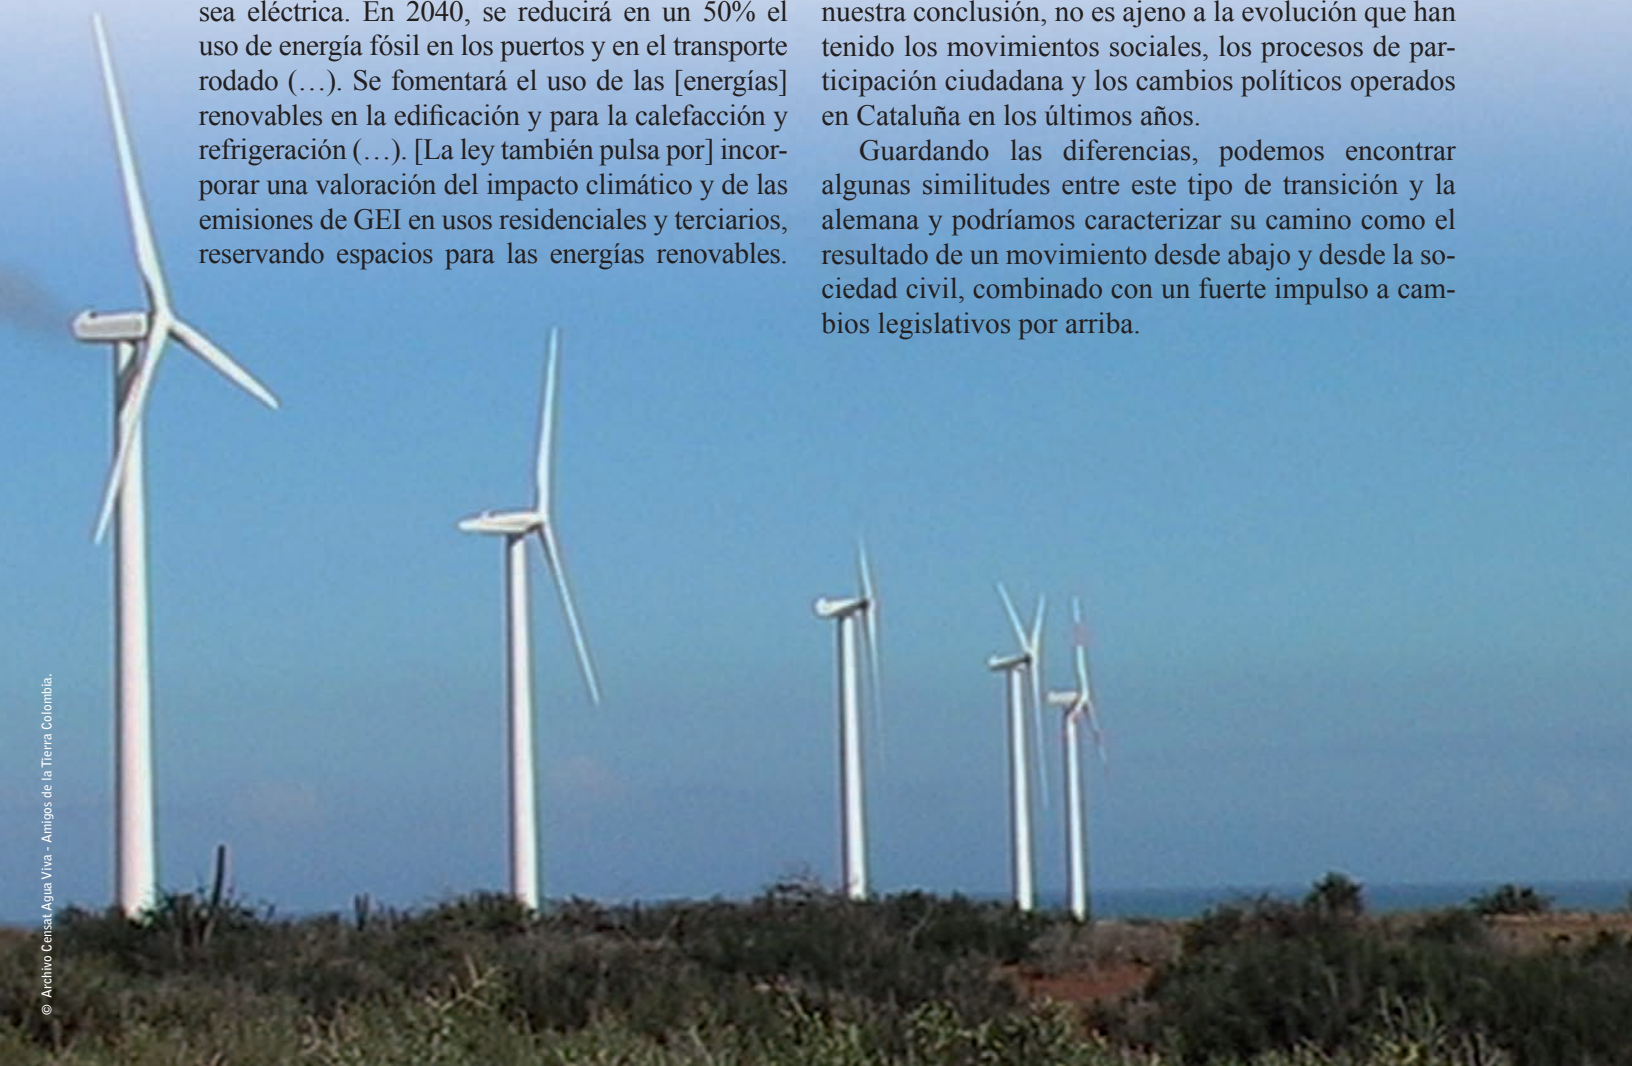 sea eléctrica. En 2040, se reducirá en un 50% el
uso de energía fósil en los puertos y en el transporte
rodado (…). Se fomentará el uso de las [energías]
renovables en la edificación y para la calefacción y
refrigeración (…). [La ley también pulsa por] incor-
porar una valoración del impacto climático y de las
emisiones de GEI en usos residenciales y terciarios,
reservando espacios para las energías renovables.
nuestra conclusión, no es ajeno a la evolución que han
tenido los movimientos sociales, los procesos de par-
ticipación ciudadana y los cambios políticos operados
en Cataluña en los últimos años.
Guardando las diferencias, podemos encontrar
algunas similitudes entre este tipo de transición y la
alemana y podríamos caracterizar su camino como el
resultado de un movimiento desde abajo y desde la so-
ciedad civil, combinado con un fuerte impulso a cam-
bios legislativos por arriba.
© Archivo Censat Agua Viva - Amigos de la Tierra Colombia.